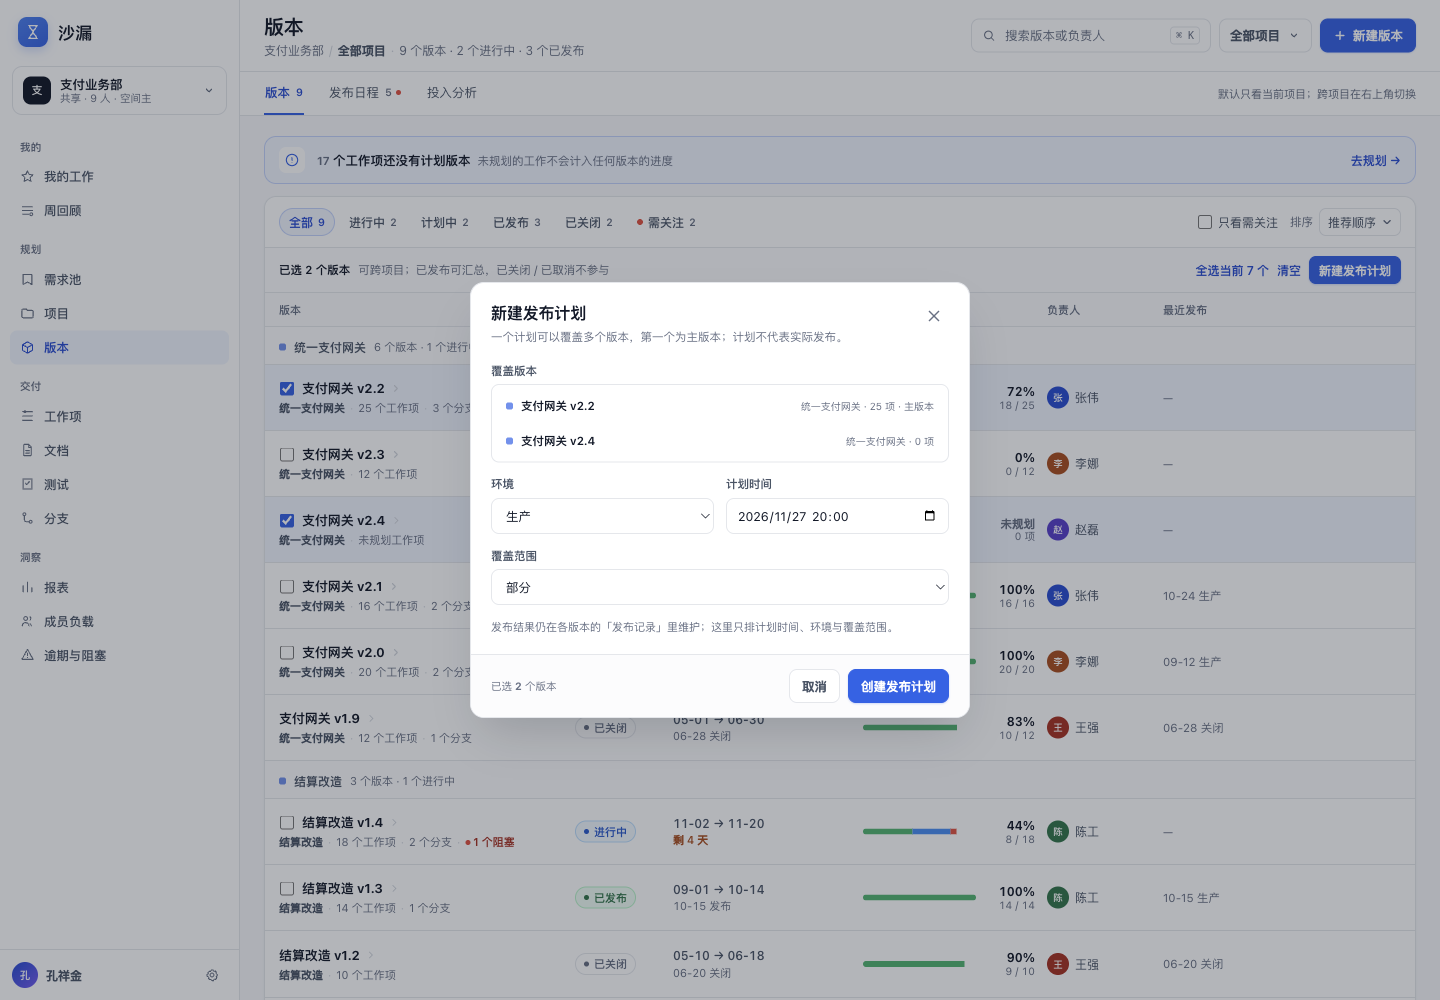 沙漏
支
支付业务部
共享 · 9 人 · 空间主
我的
我的工作
周回顾
规划
需求池
项目
版本
交付
工作项
文档
测试
分支
洞察
报表
成员负载
逾期与阻塞
孔
孔祥金
版本
支付业务部 / 全部项目 · 9 个版本 · 2 个进行中 · 3 个已发布
搜索版本或负责人 ⌘ K
全部项目
+ 新建版本
版本 9
发布日程 5
投入分析
默认只看当前项目；跨项目在右上角切换
17 个工作项还没有计划版本 未规划的工作不会计入任何版本的进度
去规划 →
全部 9
进行中 2
计划中 2
已发布 3
已关闭 2
需关注 2
只看需关注
排序
推荐顺序
已选 2 个版本 可跨项目；已发布可汇总，已关闭 / 已取消不参与
全选当前 7 个
清空
新建发布计划
版本
负责人
最近发布
统一支付网关 6 个版本 · 1 个进行
支付网关 v2.2
统一支付网关 · 25 个工作项 · 3 个分
72%
18 / 25
张
张伟
—
支付网关 v2.3
统一支付网关 · 12 个工作项
0%
0 / 12
李
李娜
—
支付网关 v2.4
统一支付网关 · 未规划工作项
未规划
0 项
赵
赵磊
—
支付网关 v2.1
统一支付网关 · 16 个工作项 · 2 个分
100%
16 / 16
张
张伟
10-24 生产
支付网关 v2.0
统一支付网关 · 20 个工作项 · 2 个分
100%
20 / 20
李
李娜
09-12 生产
支付网关 v1.9
统一支付网关 · 12 个工作项 · 1 个分支
已关闭
05-01 → 06-30
06-28 关闭
83%
10 / 12
王
王强
06-28 关闭
结算改造 3 个版本 · 1 个进行中
结算改造 v1.4
结算改造 · 18 个工作项 · 2 个分支 · 1 个阻塞
进行中
11-02 → 11-20
剩 4 天
44%
8 / 18
陈
陈工
—
结算改造 v1.3
结算改造 · 14 个工作项 · 1 个分支
已发布
09-01 → 10-14
10-15 发布
100%
14 / 14
陈
陈工
10-15 生产
结算改造 v1.2
结算改造 · 10 个工作项
已关闭
05-10 → 06-18
06-20 关闭
90%
9 / 10
王
王强
06-20 关闭
新建发布计划
一个计划可以覆盖多个版本，第一个为主版本；计划不代表实际发布。
覆盖版本
支付网关 v2.2
统一支付网关 · 25 项 · 主版本
支付网关 v2.4
统一支付网关 · 0 项
环境
计划时间
生产
2026/11/27 20:00
覆盖范围
部分
发布结果仍在各版本的「发布记录」里维护；这里只排计划时间、环境与覆盖范围。
已选 2 个版本
取消
创建发布计划